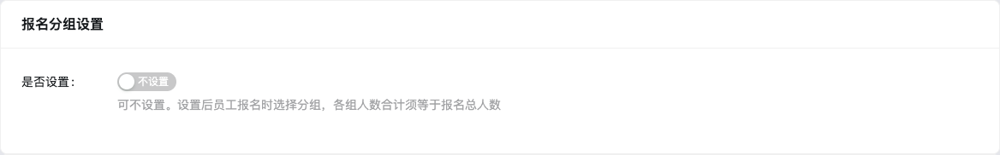 报名分组设置
是否设置：
不设置
可不设置。设置后员工报名时选择分组，各组人数合计须等于报名总人数